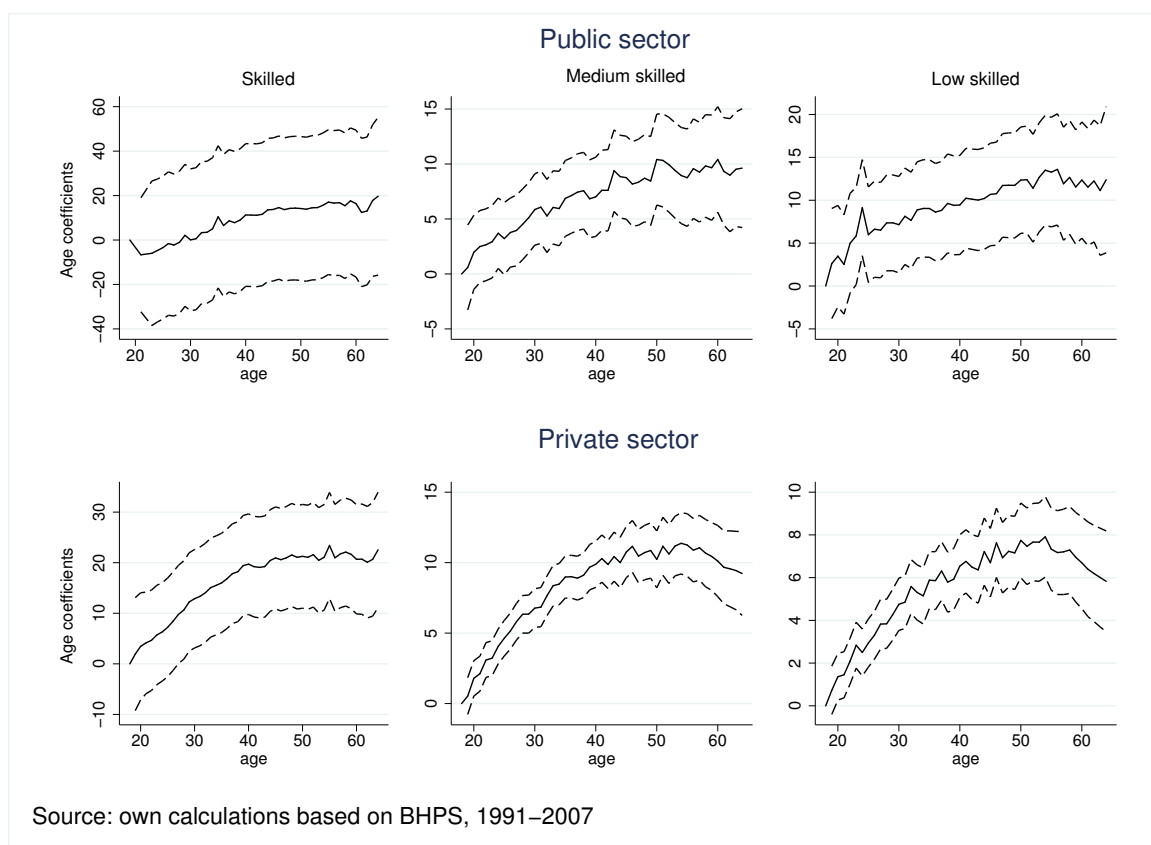 Public sector
Skilled
Medium skilled
Low skilled
Age coefficients
60
40
20
0
−20
−40
20 30 40 50 60
age
15
10
5
0
−5
20 30 40 50 60
age
20
15
10
5
0
−5
20 30 40 50 60
age
Private sector
Age coefficients
30
20
10
0
−10
20 30 40 50 60
age
15
10
5
0
20 30 40 50 60
age
10
8
6
4
2
0
20 30 40 50 60
age
Source: own calculations based on BHPS, 1991−2007